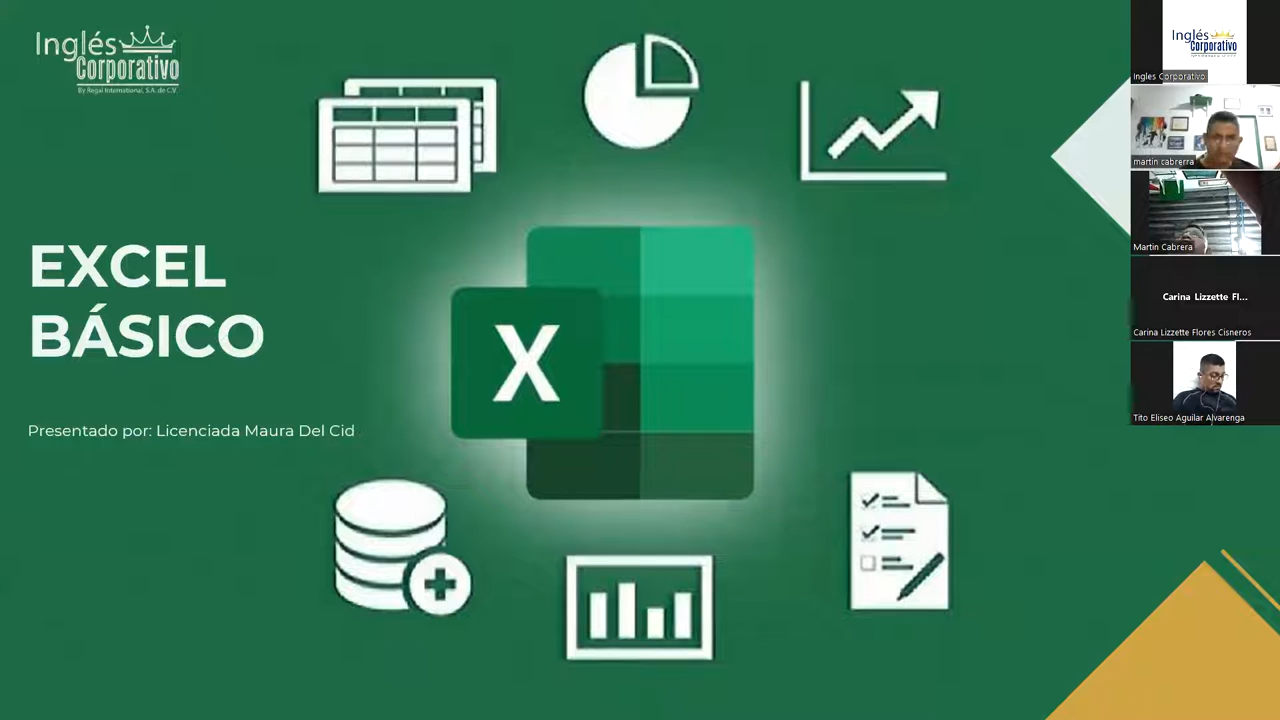 Inglés
Corporativo
By Regal International, S.A. de C.V.
EXCEL
BÁSICO
Presentado por: Licenciada Maura Del Cid
X
Inglés
Corporativo
Ingles Corporativo
martin cabrerra
Martin Cabrera
Carina Lizzette Fl...
Carina Lizzette Flores Cisneros
Tito Eliseo Aguilar Alvarenga